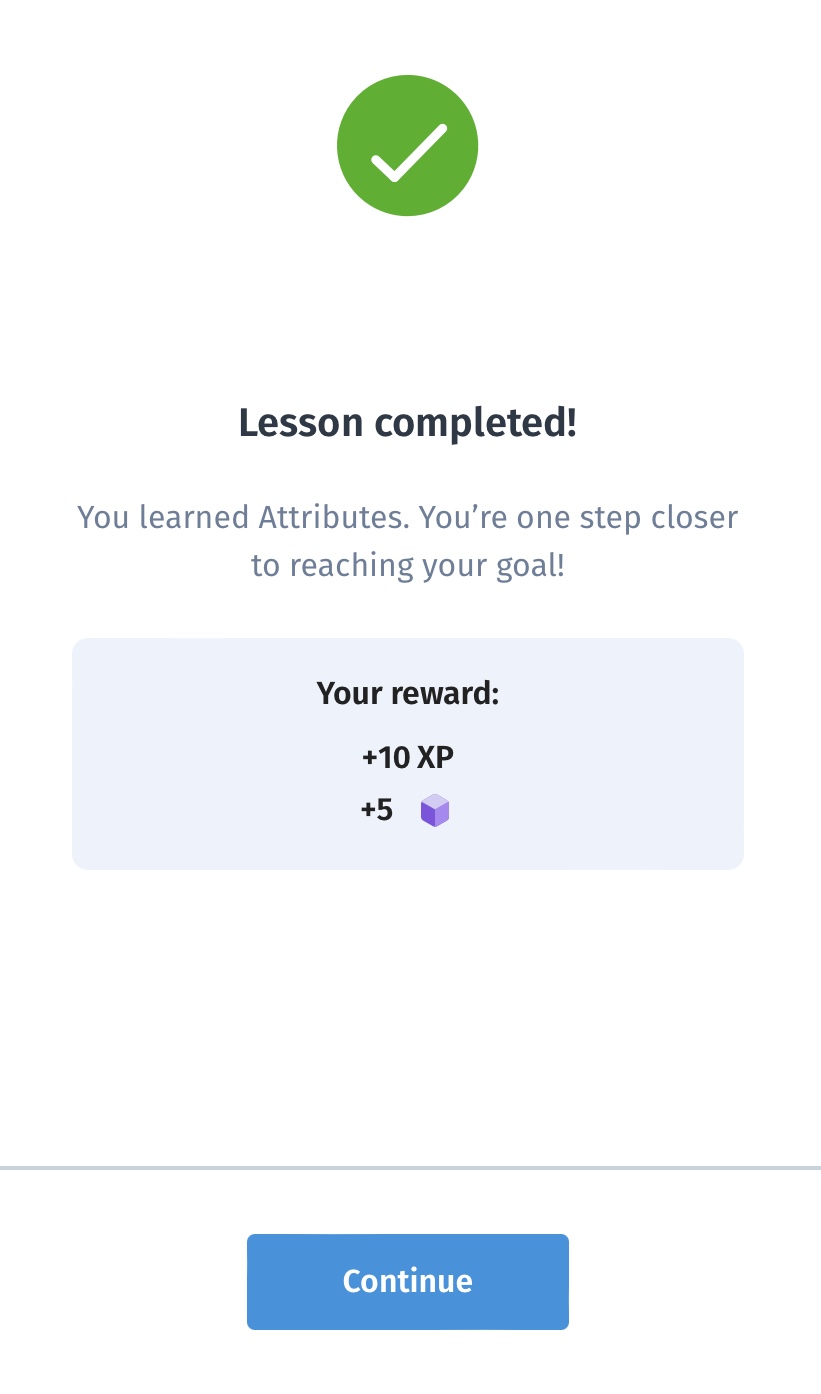 Lesson completed!
You learned Attributes. You’re one step closer
to reaching your goal!
Your reward:
+10 XP
+5
Continue